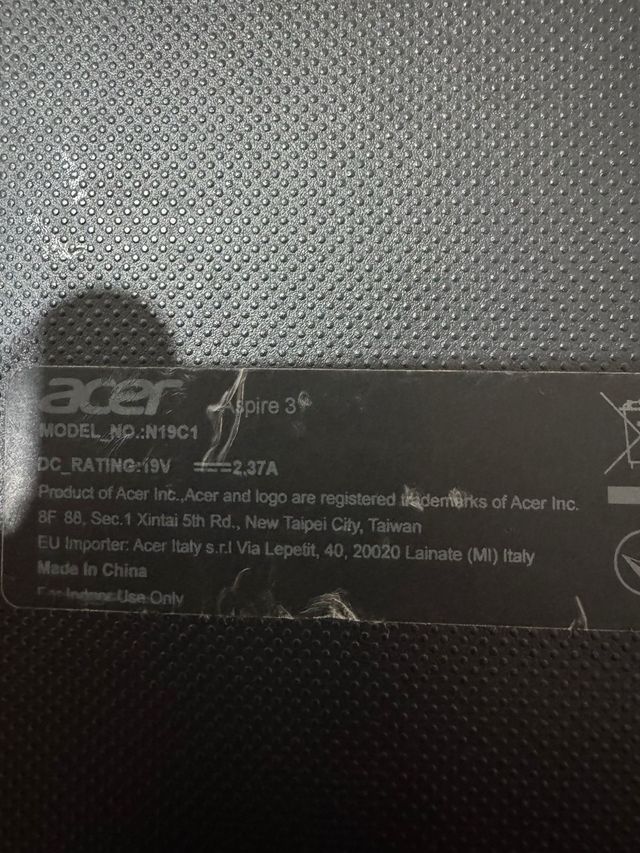 acer Aspire 3
MODEL_NO.:N19C1
DC_RATING:19V 2.37A
Product of Acer Inc.,Acer and logo are registered trademarks of Acer Inc.
8F 88, Sec.1 Xintai 5th Rd., New Taipei City, Taiwan
EU Importer: Acer Italy s.r.l Via Lepetit, 40, 20020 Lainate (MI) Italy
Made In China
For Indoor Use Only